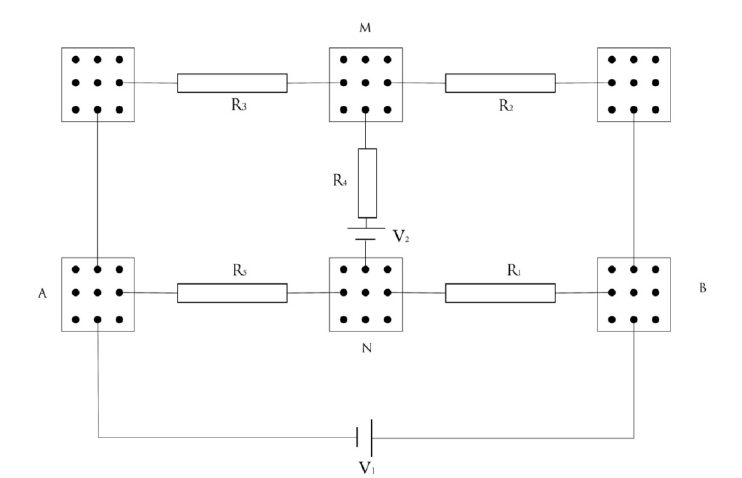 M
R₃
R₂
R₄
V₂
A
R₅
R₁
B
N
V₁